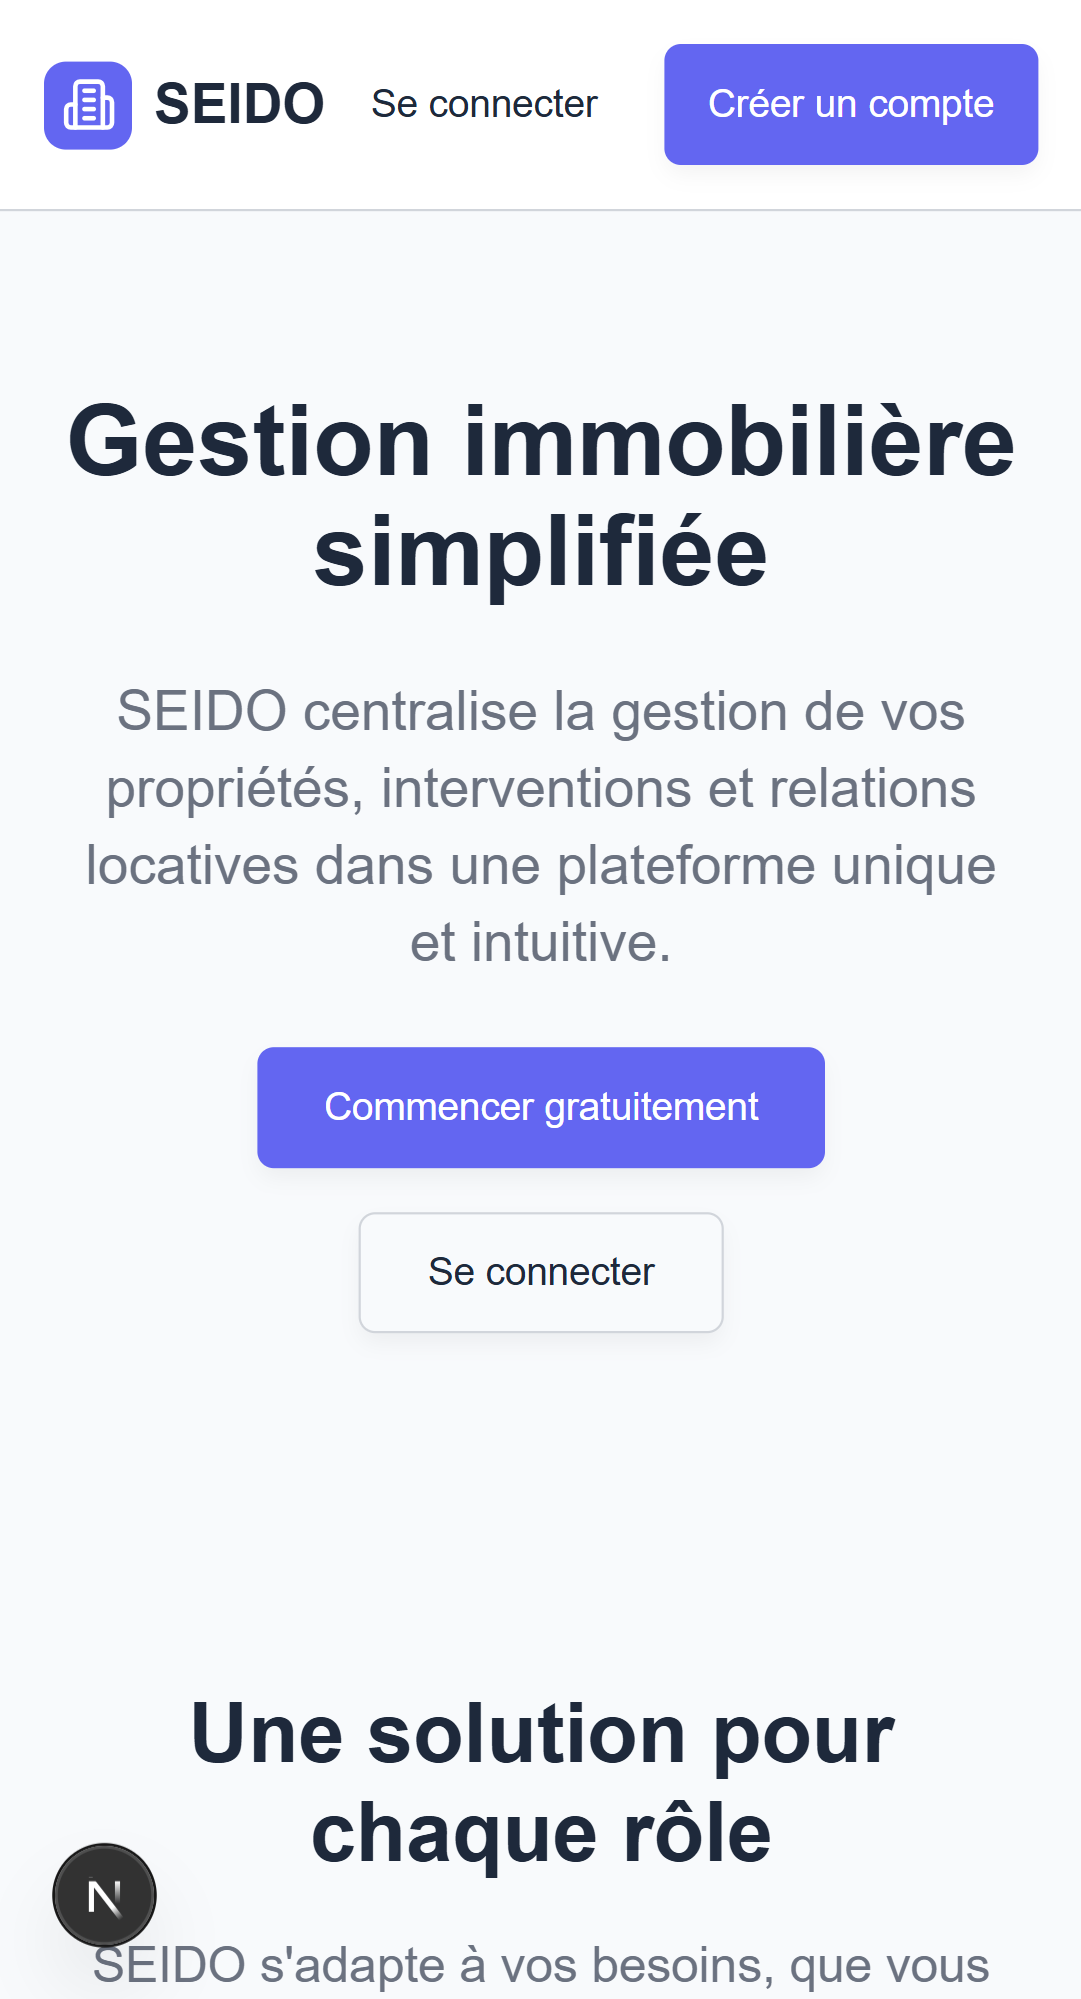 SEIDO Se connecter Créer un compte
Gestion immobilière
simplifiée
SEIDO centralise la gestion de vos
propriétés, interventions et relations
locatives dans une plateforme unique
et intuitive.
Commencer gratuitement
Se connecter
Une solution pour
chaque rôle
N
SEIDO s'adapte à vos besoins, que vous